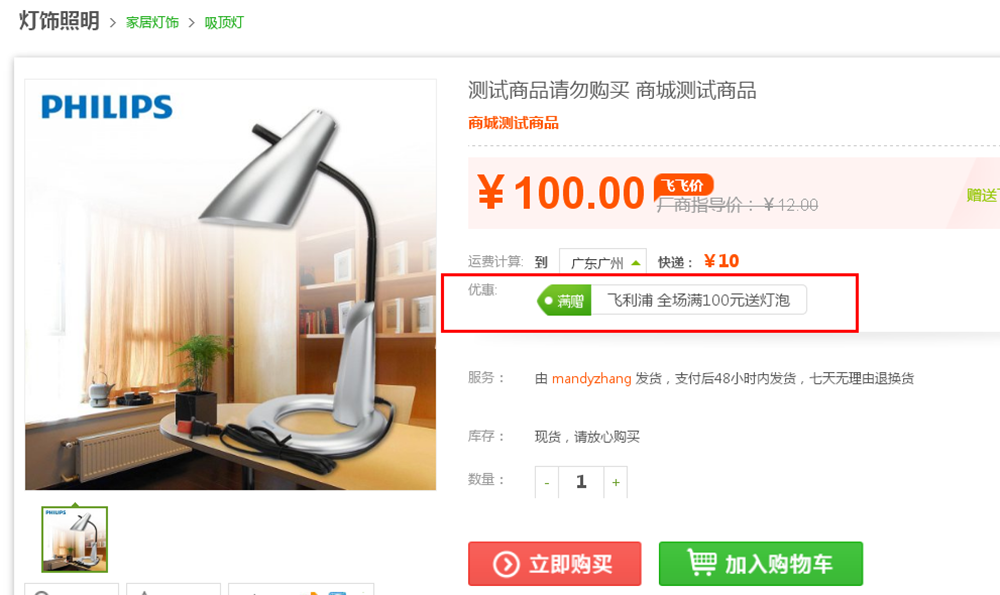 灯饰照明 > 家居灯饰 > 吸顶灯
PHILIPS
测试商品请勿购买 商城测试商品
商城测试商品
¥100.00 飞飞价
厂商指导价：¥12.00
赠送
运费计算: 到 广东广州 快递： ¥10
优惠: 满赠 飞利浦 全场满100元送灯泡
服务： 由 mandyzhang 发货，支付后48小时内发货，七天无理由退换货
库存： 现货，请放心购买
数量： - 1 +
PHILIPS
立即购买 加入购物车